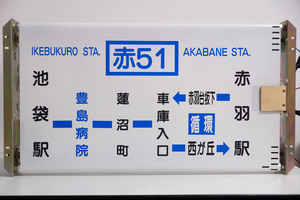 IKEBUKURO STA.
赤51
AKABANE STA.
池袋駅
豊島病院
蓮沼町
車庫入口
赤羽台坂下
循環
西が丘
赤羽駅